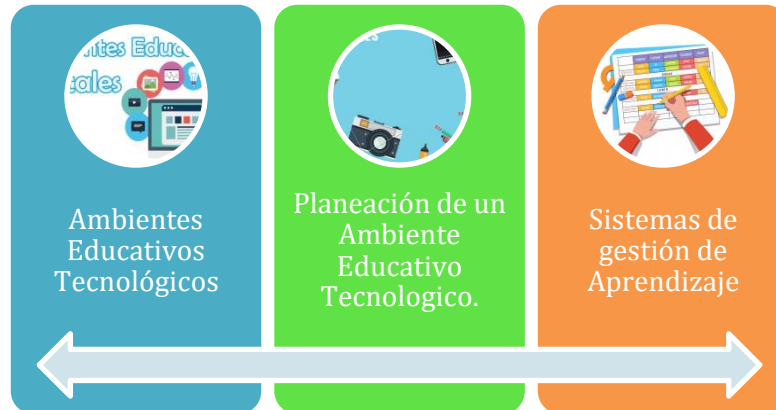 Ambientes
Educativos
Tecnológicos
Planeación de un
Ambiente
Educativo
Tecnologico.
Sistemas de
gestión de
Aprendizaje